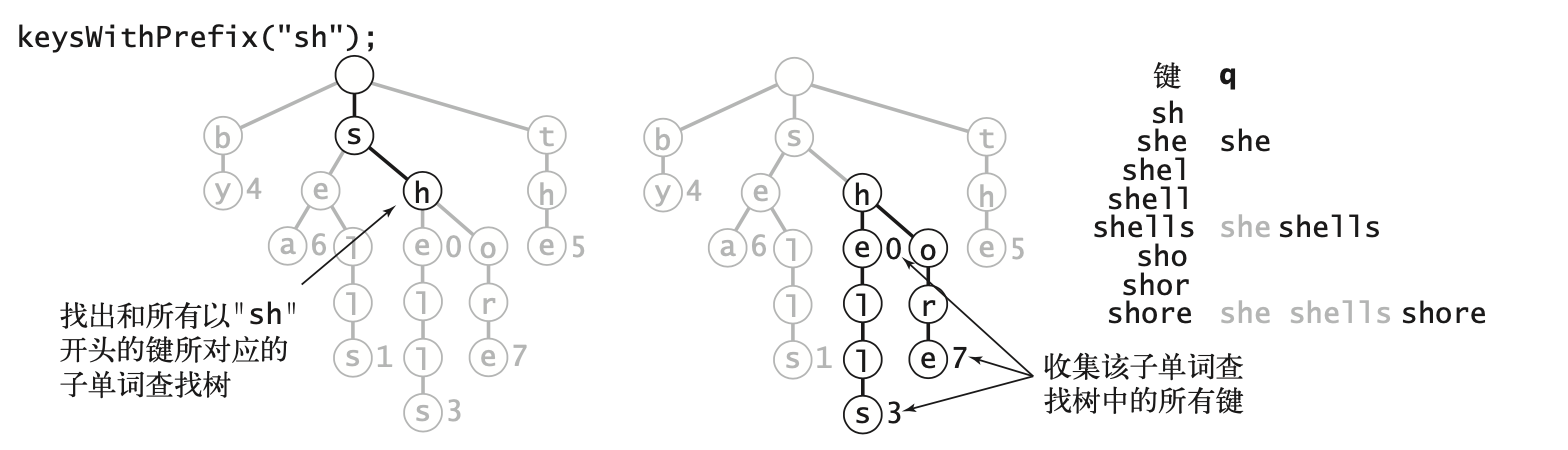 keysWithPrefix("sh");
b s t
y 4 e h h
a 6 l e 0 o e 5
l l r
s 1 l e 7
s 3
找出和所有以"sh"
开头的键所对应的
子单词查找树
b s t
y 4 e h h
a 6 l e 0 o e 5
l l r
s 1 l e 7
s 3
收集该子单词查
找树中的所有键
键 q
sh
she she
shel
shell
shells she shells
sho
shor
shore she shells shore